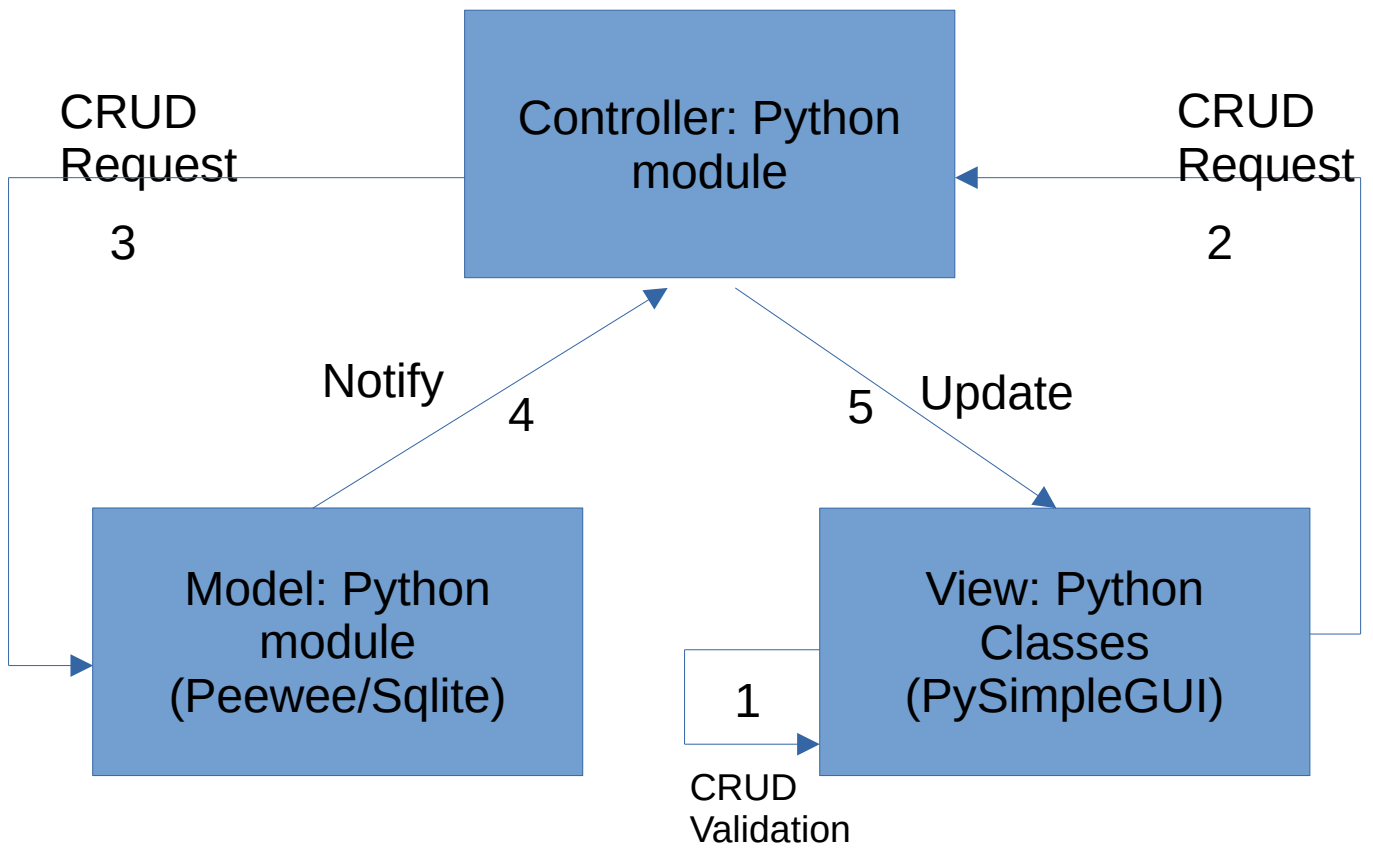 CRUD
Request
3
Controller: Python
module
CRUD
Request
2
Notify
4
5
Update
Model: Python
module
(Peewee/Sqlite)
View: Python
Classes
(PySimpleGUI)
1
CRUD
Validation